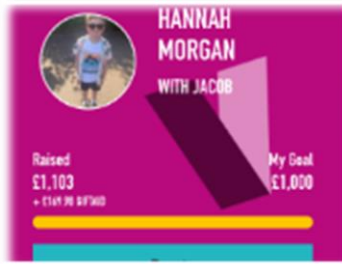 HANNAH
MORGAN
WITH JACOB
Raised
My Goal
£1,103
£1,000